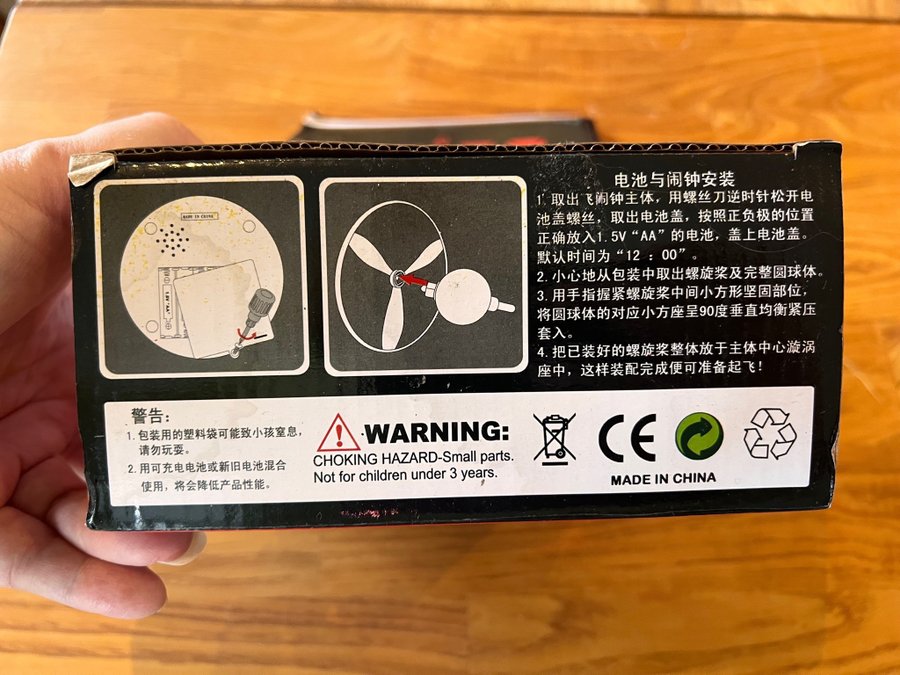 MADE IN CHINA
电池与闹钟安装
1. 取出飞闹钟主体，用螺丝刀逆时针松开电
池盖螺丝，取出电池盖，按照正负极的位置
正确放入1.5V“AA”的电池，盖上电池盖。
默认时间为“12 : 00”。
2. 小心地从包装中取出螺旋桨及完整圆球体。
3. 用手指握紧螺旋桨中间小方形坚固部位，
将圆球体的对应小方座呈90度垂直均衡紧压
套入。
4. 把已装好的螺旋桨整体放于主体中心漩涡
座中，这样装配完成便可准备起飞！
警告:
1. 包装用的塑料袋可能致小孩窒息，
请勿玩耍。
2. 用可充电电池或新旧电池混合
使用，将会降低产品性能。
WARNING:
CHOKING HAZARD-Small parts.
Not for children under 3 years.
CE
MADE IN CHINA